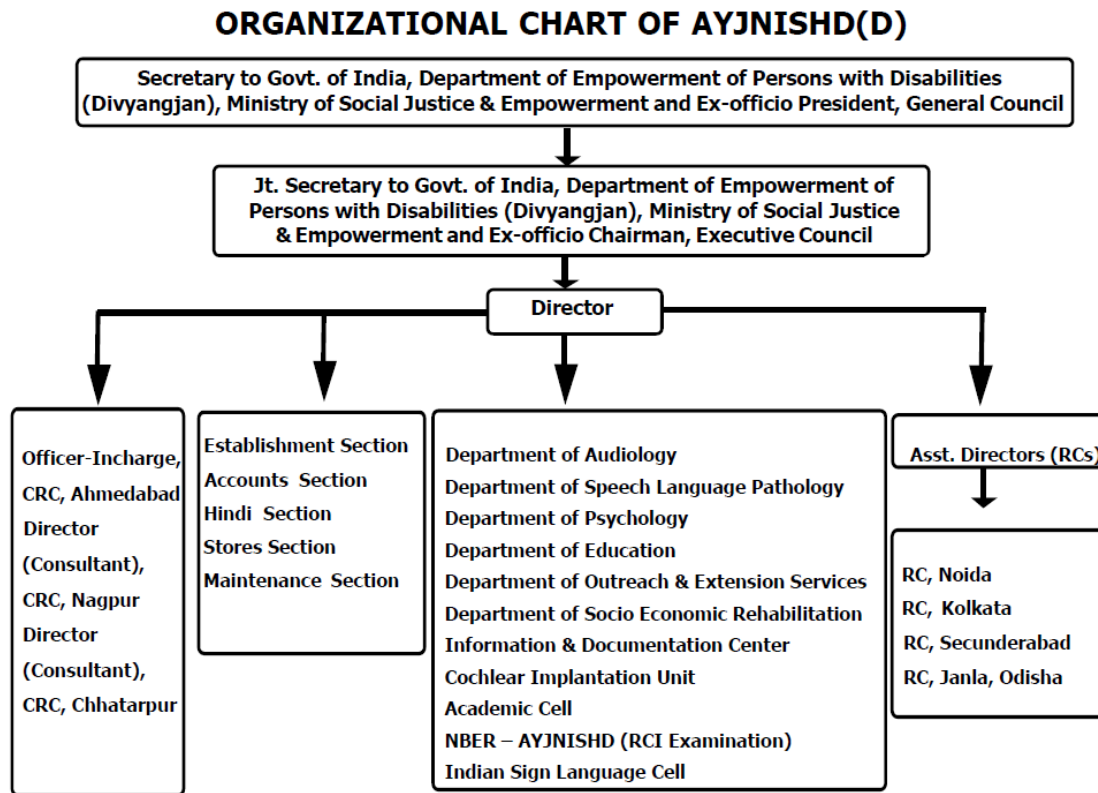 ORGANIZATIONAL CHART OF AYJNISHD(D)
Secretary to Govt. of India, Department of Empowerment of Persons with Disabilities
(Divyangjan), Ministry of Social Justice & Empowerment and Ex-officio President, General Council
Jt. Secretary to Govt. of India, Department of Empowerment of
Persons with Disabilities (Divyangjan), Ministry of Social Justice
& Empowerment and Ex-officio Chairman, Executive Council
Director
Officer-Incharge,
CRC, Ahmedabad
Director
(Consultant),
CRC, Nagpur
Director
(Consultant),
CRC, Chhatarpur
Establishment Section
Accounts Section
Hindi Section
Stores Section
Maintenance Section
Department of Audiology
Department of Speech Language Pathology
Department of Psychology
Department of Education
Department of Outreach & Extension Services
Department of Socio Economic Rehabilitation
Information & Documentation Center
Cochlear Implantation Unit
Academic Cell
NBER – AYJNISHD (RCI Examination)
Indian Sign Language Cell
Asst. Directors (RCs)
RC, Noida
RC, Kolkata
RC, Secunderabad
RC, Janla, Odisha